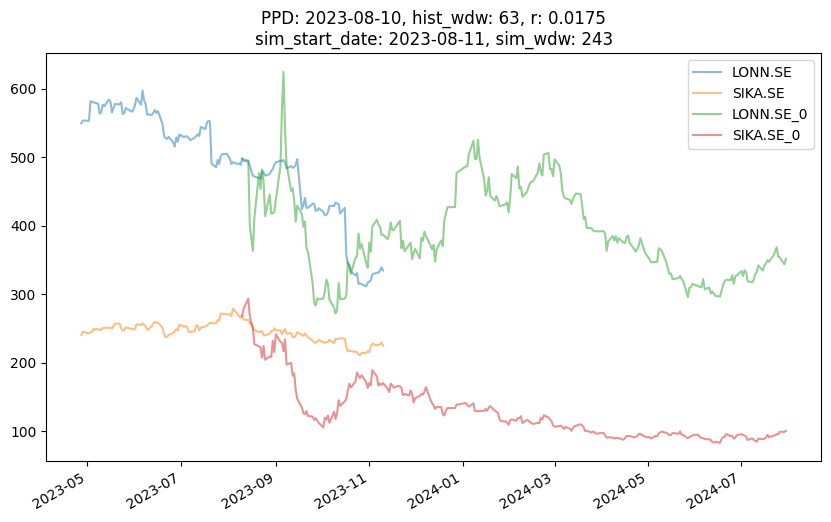 PPD: 2023-08-10, hist_wdw: 63, r: 0.0175
sim_start_date: 2023-08-11, sim_wdw: 243
LONN.SE
SIKA.SE
LONN.SE_0
SIKA.SE_0
600
500
400
300
200
100
2023-05
2023-07
2023-09
2023-11
2024-01
2024-03
2024-05
2024-07